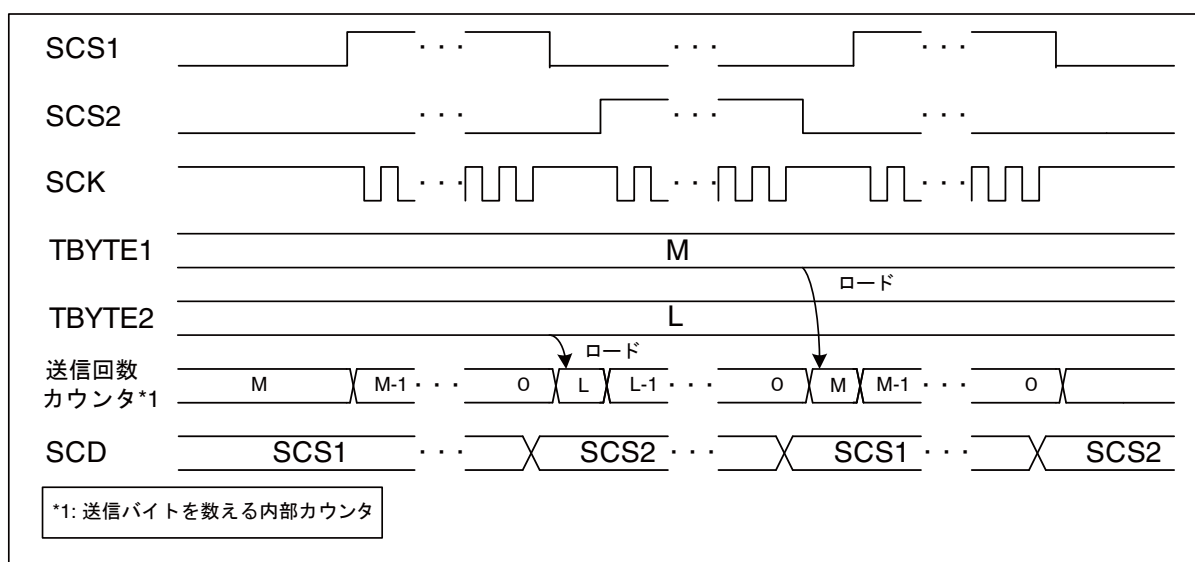 SCS1 ・・・ ・・・ ・・・
SCS2 ・・・ ・・・ ・・・
SCK ・・・ ・・・ ・・・
TBYTE1 M
ロード
TBYTE2 L
ロード
送信回数
カウンタ*1 M M-1 ・・・ 0 L L-1 ・・・ 0 M M-1 ・・・ 0
SCD SCS1 ・・・ SCS2 ・・・ SCS1 ・・・ SCS2
*1: 送信バイトを数える内部カウンタ